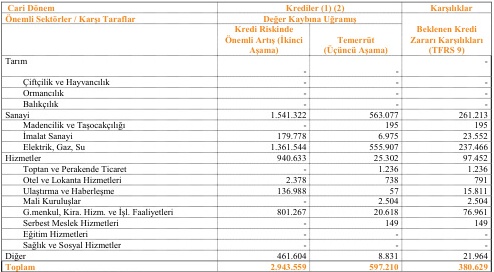 Cari Dönem Krediler (1) (2) Karşılıklar
Önemli Sektörler / Karşı Taraflar Değer Kaybına Uğramış
Kredi Riskinde Önemli Artış (İkinci Aşama) Temerrüt (Üçüncü Aşama) Beklenen Kredi Zararı Karşılıkları (TFRS 9)
Tarım - - -
Çiftçilik ve Hayvancılık - - -
Ormancılık - - -
Balıkçılık - - -
Sanayi 1.541.322 563.077 261.213
Madencilik ve Taşocakçılığı - 195 195
İmalat Sanayi 179.778 6.975 23.552
Elektrik, Gaz, Su 1.361.544 555.907 237.466
Hizmetler 940.633 25.302 97.452
Toptan ve Perakende Ticaret - 1.236 1.236
Otel ve Lokanta Hizmetleri 2.378 738 791
Ulaştırma ve Haberleşme 136.988 57 15.811
Mali Kuruluşlar - 2.504 2.504
G.menkul, Kira. Hizm. ve İşl. Faaliyetleri 801.267 20.618 76.961
Serbest Meslek Hizmetleri - 149 149
Eğitim Hizmetleri - - -
Sağlık ve Sosyal Hizmetler - - -
Diğer 461.604 8.831 21.964
Toplam 2.943.559 597.210 380.629